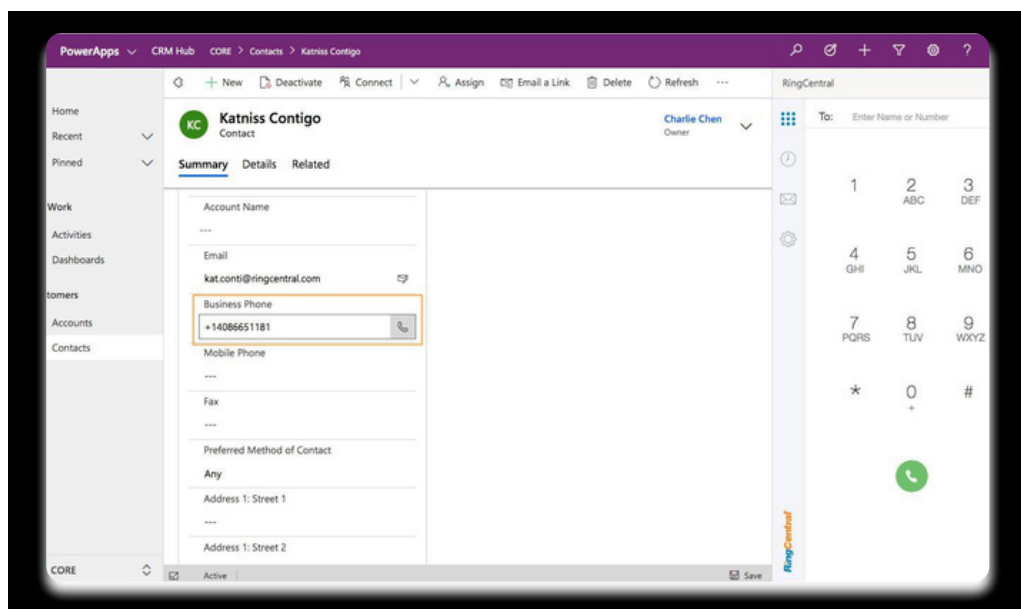 PowerApps CRM Hub CORE > Contacts > Katniss Contigo ?
New Deactivate Connect Assign Email a Link Delete Refresh ... RingCentral
Home
Recent
Pinned
Work
Activities
Dashboards
tomers
Accounts
Contacts
CORE
KC Katniss Contigo
Contact
Charlie Chen
Owner
Summary Details Related
Account Name
---
Email
kat.conti@ringcentral.com
Business Phone
+14086651181
Mobile Phone
---
Fax
---
Preferred Method of Contact
Any
Address 1: Street 1
---
Address 1: Street 2
Active Save
To: Enter Name or Number
1 2 3
ABC DEF
4 5 6
GHI JKL MNO
7 8 9
PQRS TUV WXYZ
* 0 #
+
RingCentral